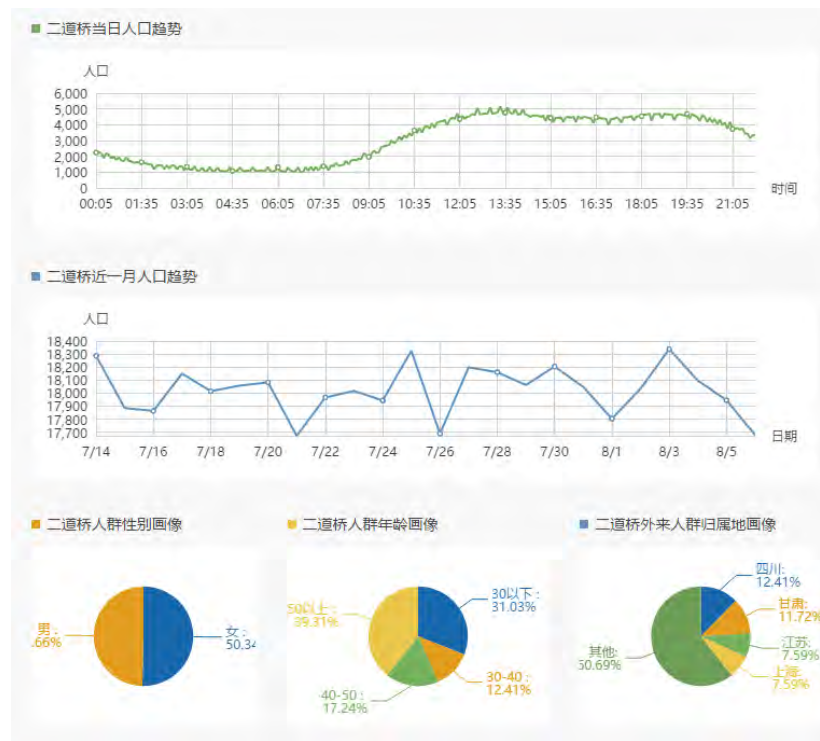 二道桥当日人口趋势
人口
6,000
5,000
4,000
3,000
2,000
1,000
0
时间
00:05 01:35 03:05 04:35 06:05 07:35 09:05 10:35 12:05 13:35 15:05 16:35 18:05 19:35 21:05
二道桥近一月人口趋势
人口
18,400
18,300
18,200
18,100
18,000
17,900
17,800
17,700
日期
7/14 7/16 7/18 7/20 7/22 7/24 7/26 7/28 7/30 8/1 8/3 8/5
二道桥人群性别画像
男:
.66%
女:
50.34
二道桥人群年龄画像
50以上:
39.31%
30以下:
31.03%
30-40:
12.41%
40-50:
17.24%
二道桥外来人群归属地画像
四川:
12.41%
甘肃:
11.72%
江苏:
7.59%
上海:
7.59%
其他:
60.69%